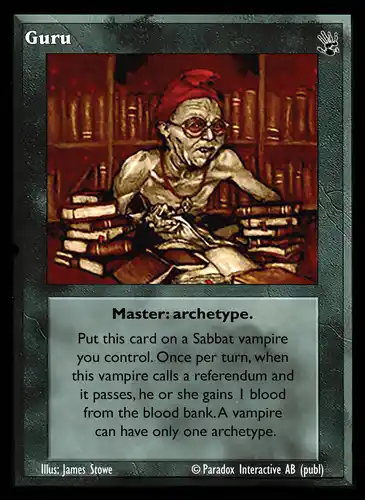 Guru
Master: archetype.
Put this card on a Sabbat vampire
you control. Once per turn, when
this vampire calls a referendum and
it passes, he or she gains 1 blood
from the blood bank. A vampire
can have only one archetype.
Illus: James Stowe © Paradox Interactive AB (publ)